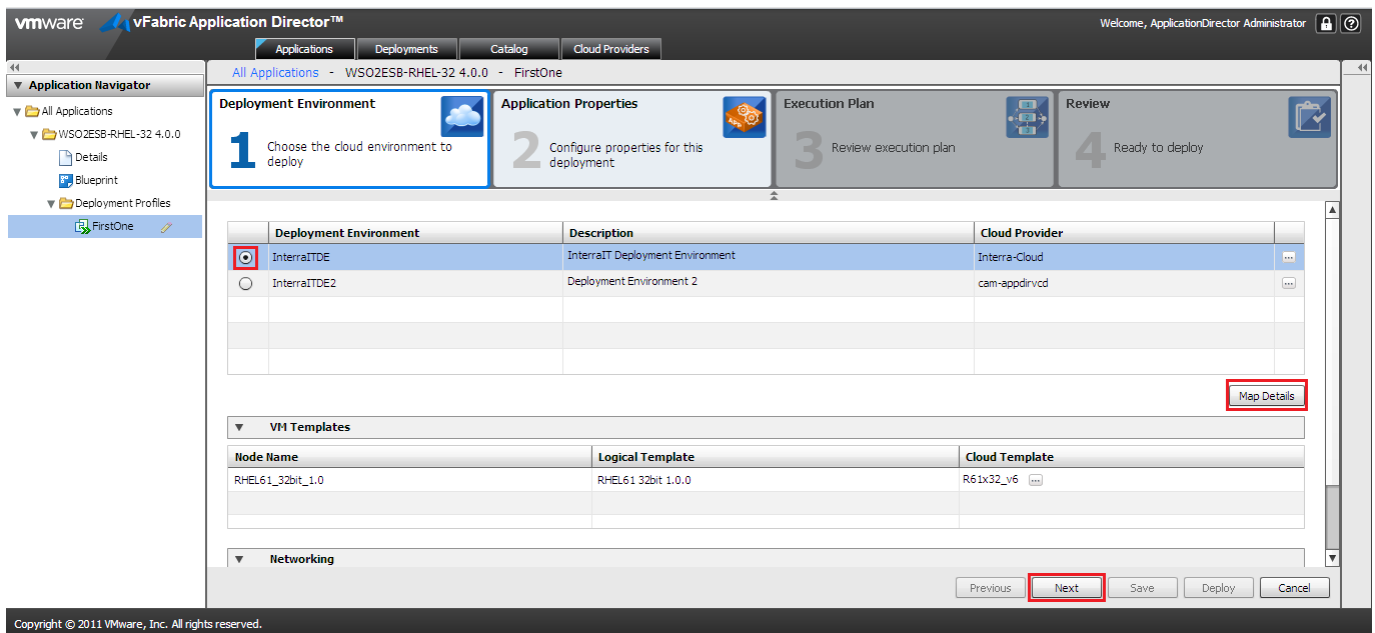 vmware vFabric Application Director™
Welcome, ApplicationDirector Administrator
Applications Deployments Catalog Cloud Providers
Application Navigator
All Applications
WSO2ESB-RHEL-32 4.0.0
Details
Blueprint
Deployment Profiles
FirstOne
All Applications - WSO2ESB-RHEL-32 4.0.0 - FirstOne
Deployment Environment
1
Choose the cloud environment to
deploy
Application Properties
2
Configure properties for this
deployment
Execution Plan
3
Review execution plan
Review
4
Ready to deploy
Deployment Environment Description Cloud Provider
InterraITDE InterraIT Deployment Environment Interra-Cloud ...
InterraITDE2 Deployment Environment 2 cam-appdirvcd ...
Map Details
VM Templates
Node Name Logical Template Cloud Template
RHEL61_32bit_1.0 RHEL61 32bit 1.0.0 R61x32_v6 ...
Networking
Previous Next Save Deploy Cancel
Copyright © 2011 VMware, Inc. All rights reserved.